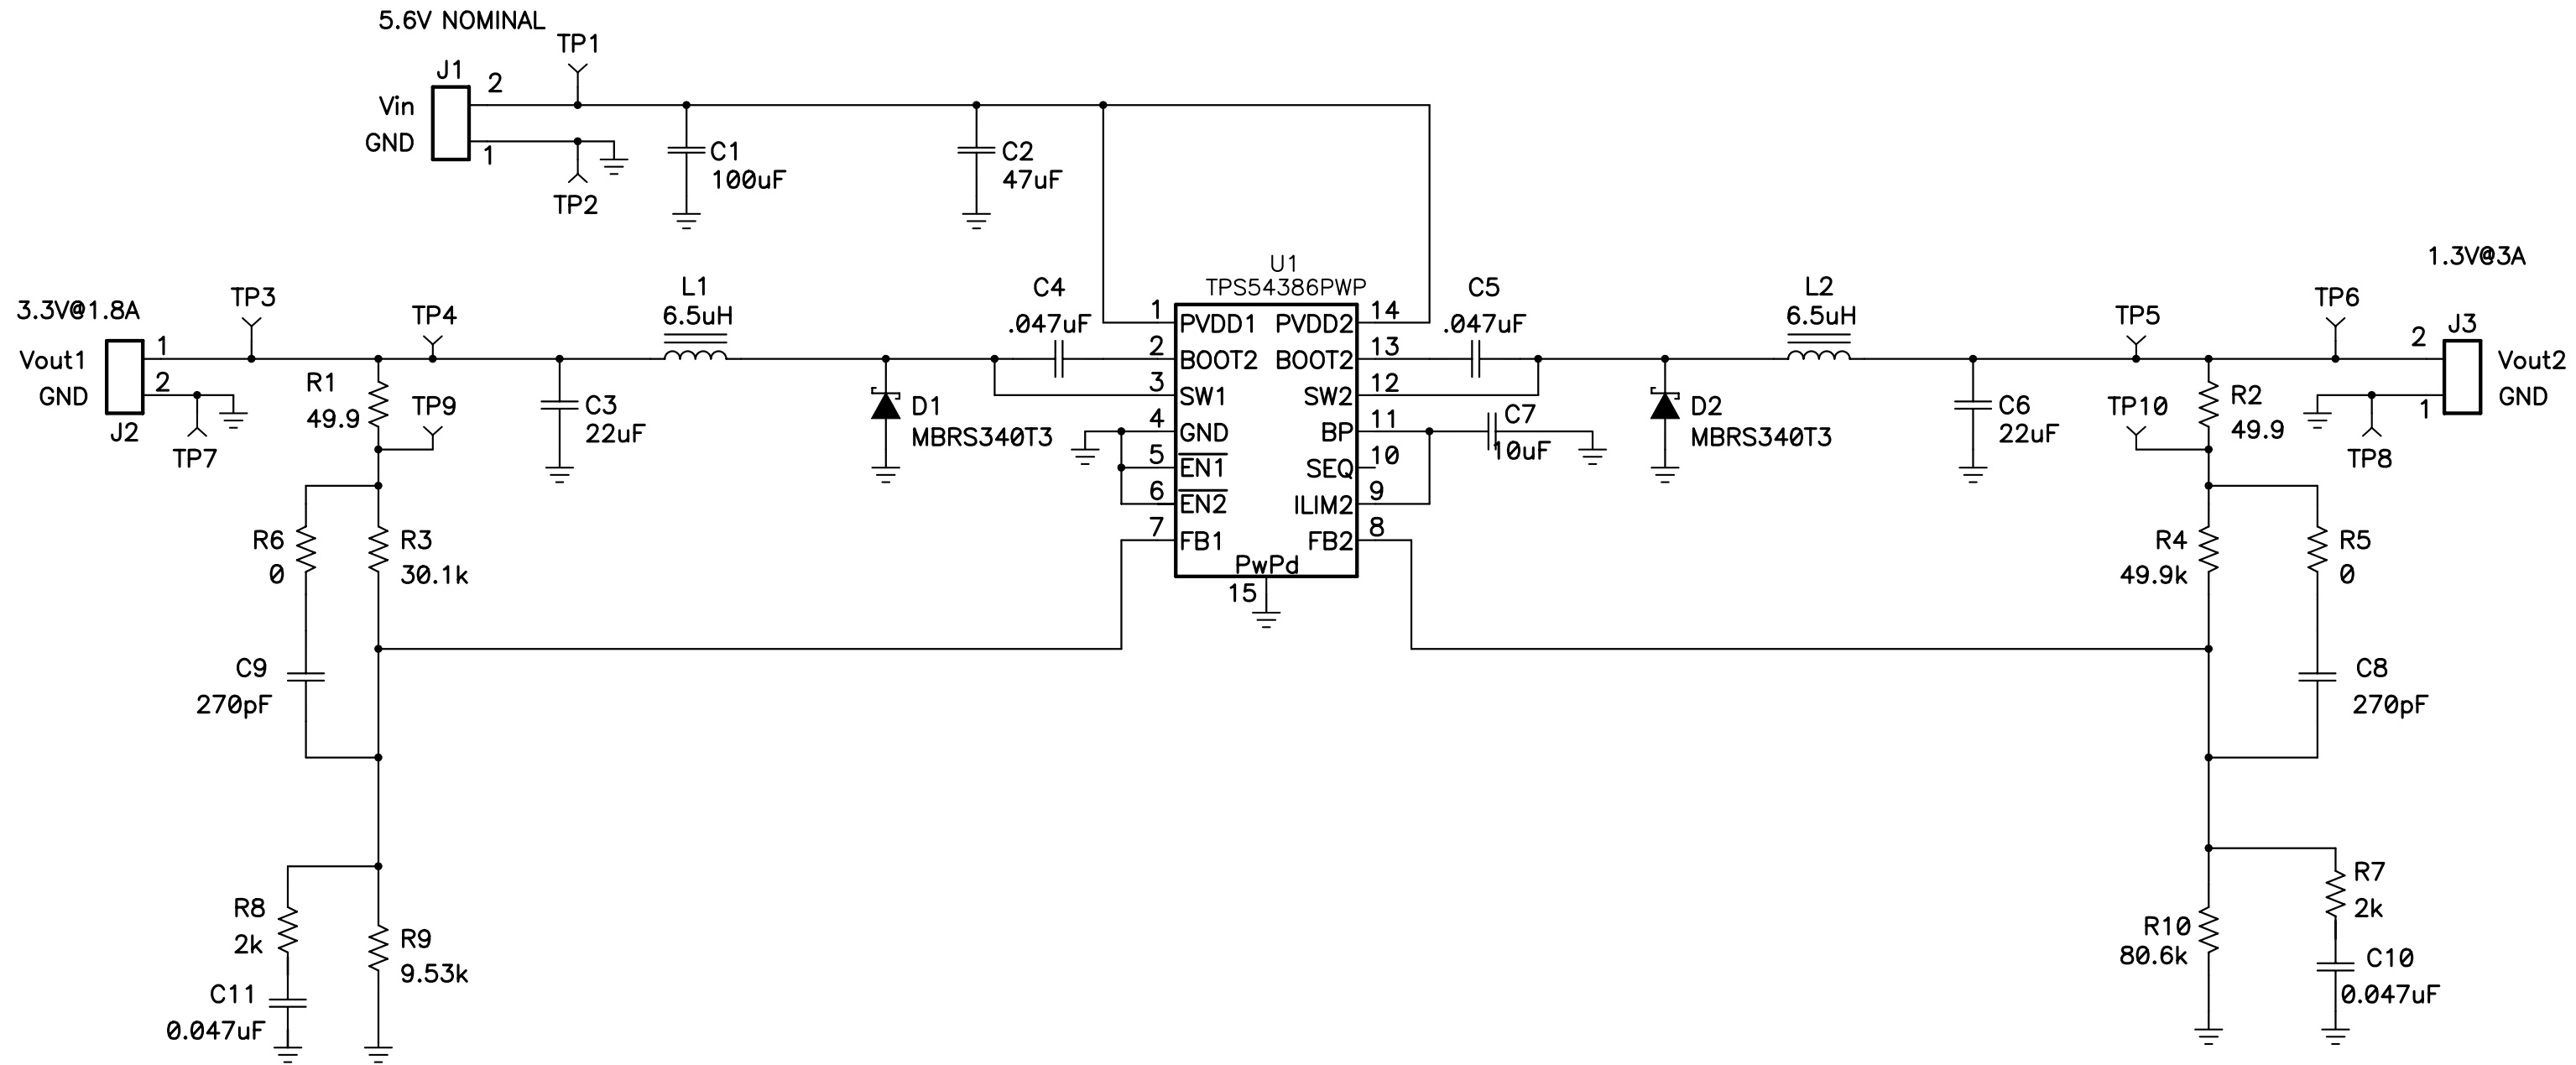 5.6V NOMINAL
TP1
J1
2
Vin
GND
1
TP2
C1
100uF
C2
47uF
U1
TPS54386PWP
1 PVDD1
2 BOOT2
3 SW1
4 GND
5 EN1
6 EN2
7 FB1
PVDD2 14
BOOT2 13
SW2 12
BP 11
SEQ 10
ILIM2 9
FB2 8
PwPd
15
3.3V@1.8A
TP3
TP4
L1
6.5uH
C4
.047uF
Vout1
GND
1
2
J2
TP7
R1
49.9
TP9
C3
22uF
D1
MBRS340T3
R6
0
R3
30.1k
C9
270pF
R8
2k
R9
9.53k
C11
0.047uF
C5
.047uF
C7
10uF
L2
6.5uH
D2
MBRS340T3
C6
22uF
TP5
TP6
1.3V@3A
J3
2
1
Vout2
GND
TP8
TP10
R2
49.9
R4
49.9k
R5
0
C8
270pF
R7
2k
R10
80.6k
C10
0.047uF